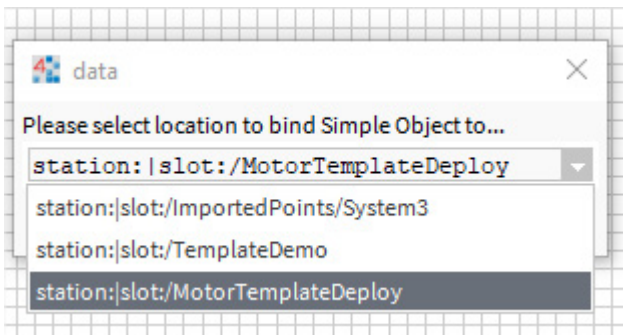 data
Please select location to bind Simple Object to...
station:|slot:/MotorTemplateDeploy
station:|slot:/ImportedPoints/System3
station:|slot:/TemplateDemo
station:|slot:/MotorTemplateDeploy